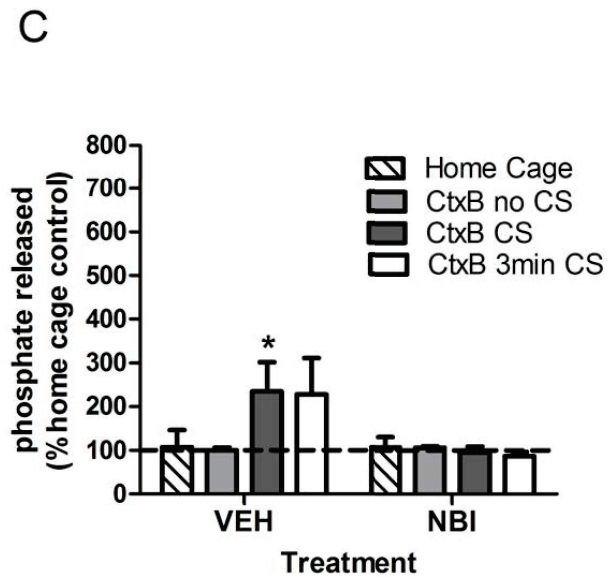 C
phosphate released
(%home cage control)
800
700
600
500
400
300
200
100
0
Home Cage
CtxB no CS
CtxB CS
CtxB 3min CS
*
VEH
NBI
Treatment